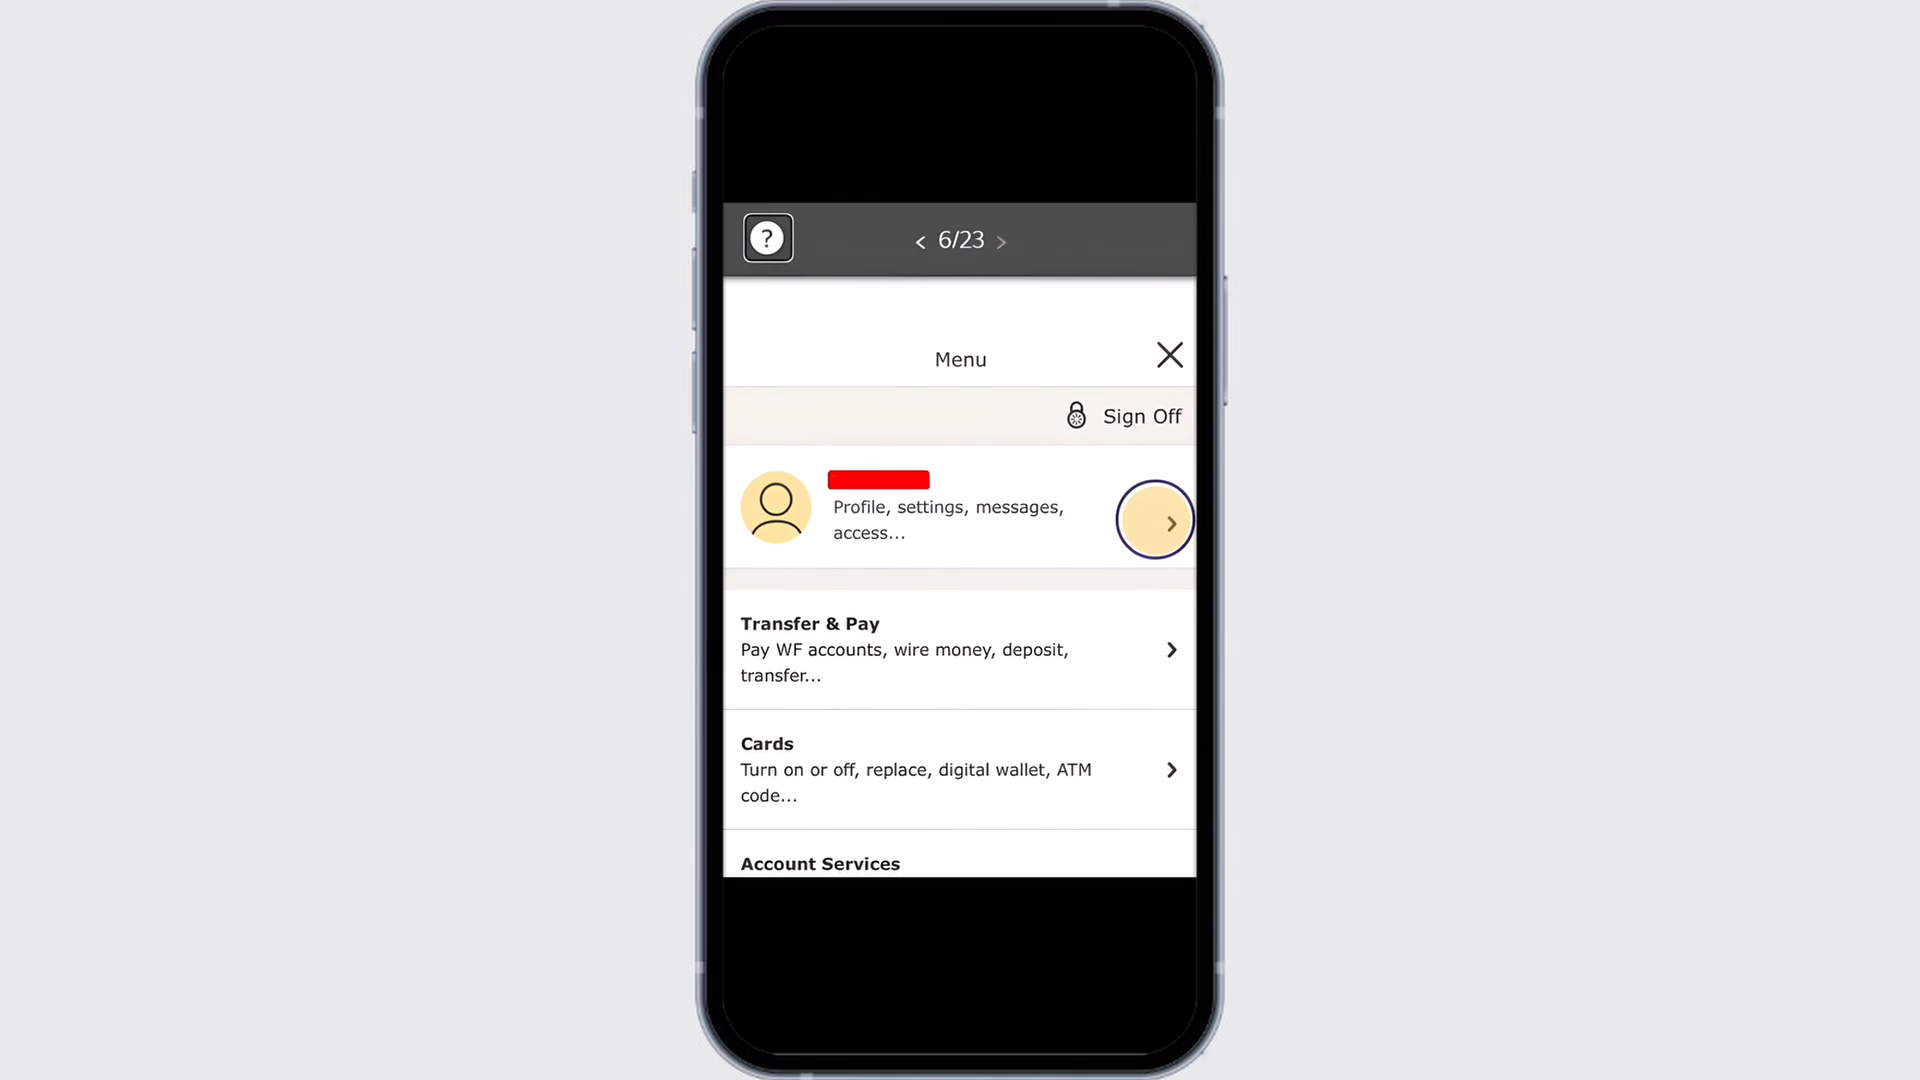 ?
< 6/23 >
Menu
Sign Off
Profile, settings, messages,
access...
Transfer & Pay
Pay WF accounts, wire money, deposit,
transfer...
Cards
Turn on or off, replace, digital wallet, ATM
code...
Account Services